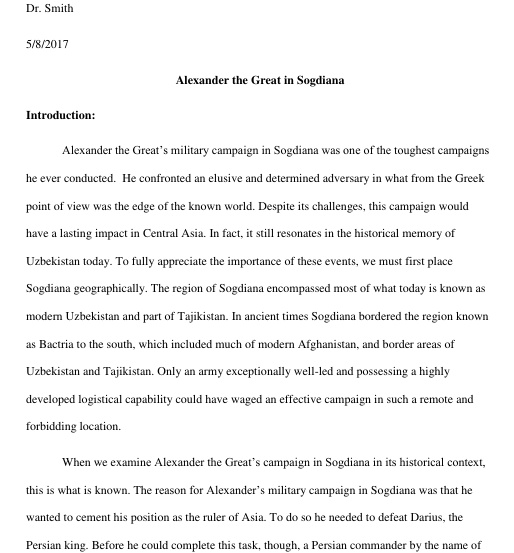 Dr. Smith
5/8/2017
Alexander the Great in Sogdiana
Introduction:
Alexander the Great’s military campaign in Sogdiana was one of the toughest campaigns
he ever conducted.  He confronted an elusive and determined adversary in what from the Greek
point of view was the edge of the known world. Despite its challenges, this campaign would
have a lasting impact in Central Asia. In fact, it still resonates in the historical memory of
Uzbekistan today. To fully appreciate the importance of these events, we must first place
Sogdiana geographically. The region of Sogdiana encompassed most of what today is known as
modern Uzbekistan and part of Tajikistan. In ancient times Sogdiana bordered the region known
as Bactria to the south, which included much of modern Afghanistan, and border areas of
Uzbekistan and Tajikistan. Only an army exceptionally well-led and possessing a highly
developed logistical capability could have waged an effective campaign in such a remote and
forbidding location.
When we examine Alexander the Great’s campaign in Sogdiana in its historical context,
this is what is known. The reason for Alexander’s military campaign in Sogdiana was that he
wanted to cement his position as the ruler of Asia. To do so he needed to defeat Darius, the
Persian king. Before he could complete this task, though, a Persian commander by the name of